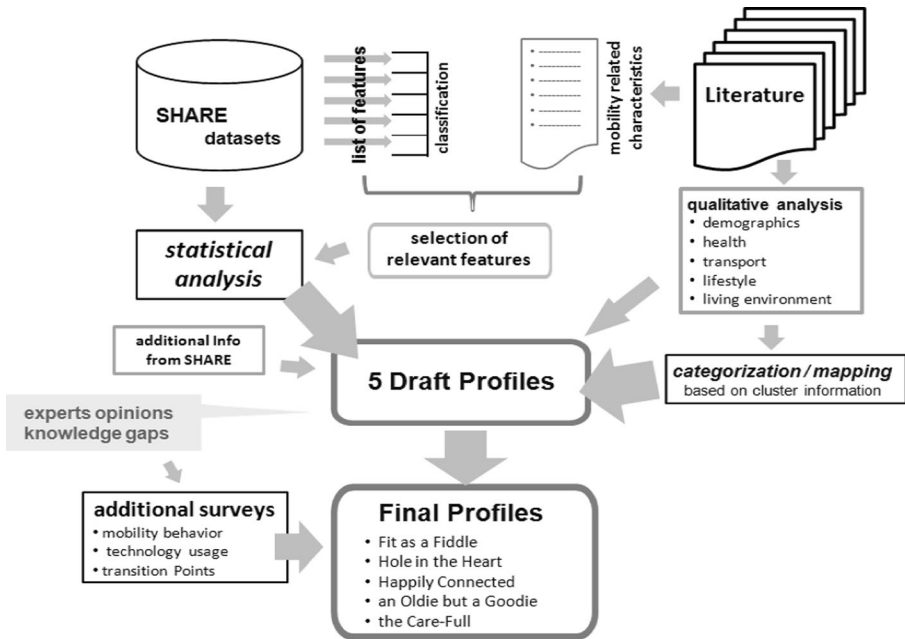 SHARE
datasets
list of features
classification
mobility related
characteristics
Literature
qualitative analysis
• demographics
• health
• transport
• lifestyle
• living environment
selection of
relevant features
statistical
analysis
additional Info
from SHARE
5 Draft Profiles
categorization / mapping
based on cluster information
experts opinions
knowledge gaps
additional surveys
• mobility behavior
• technology usage
• transition Points
Final Profiles
• Fit as a Fiddle
• Hole in the Heart
• Happily Connected
• an Oldie but a Goodie
• the Care-Full